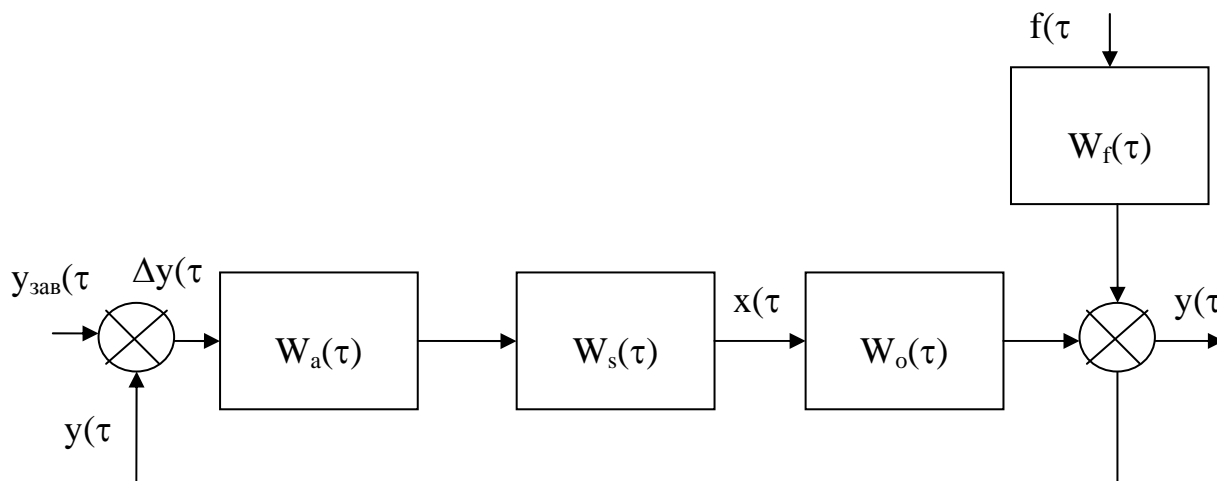 f(τ
W_f(τ)
y_зав(τ
Δy(τ
x(τ
y(τ
W_a(τ)
W_s(τ)
W_o(τ)
y(τ